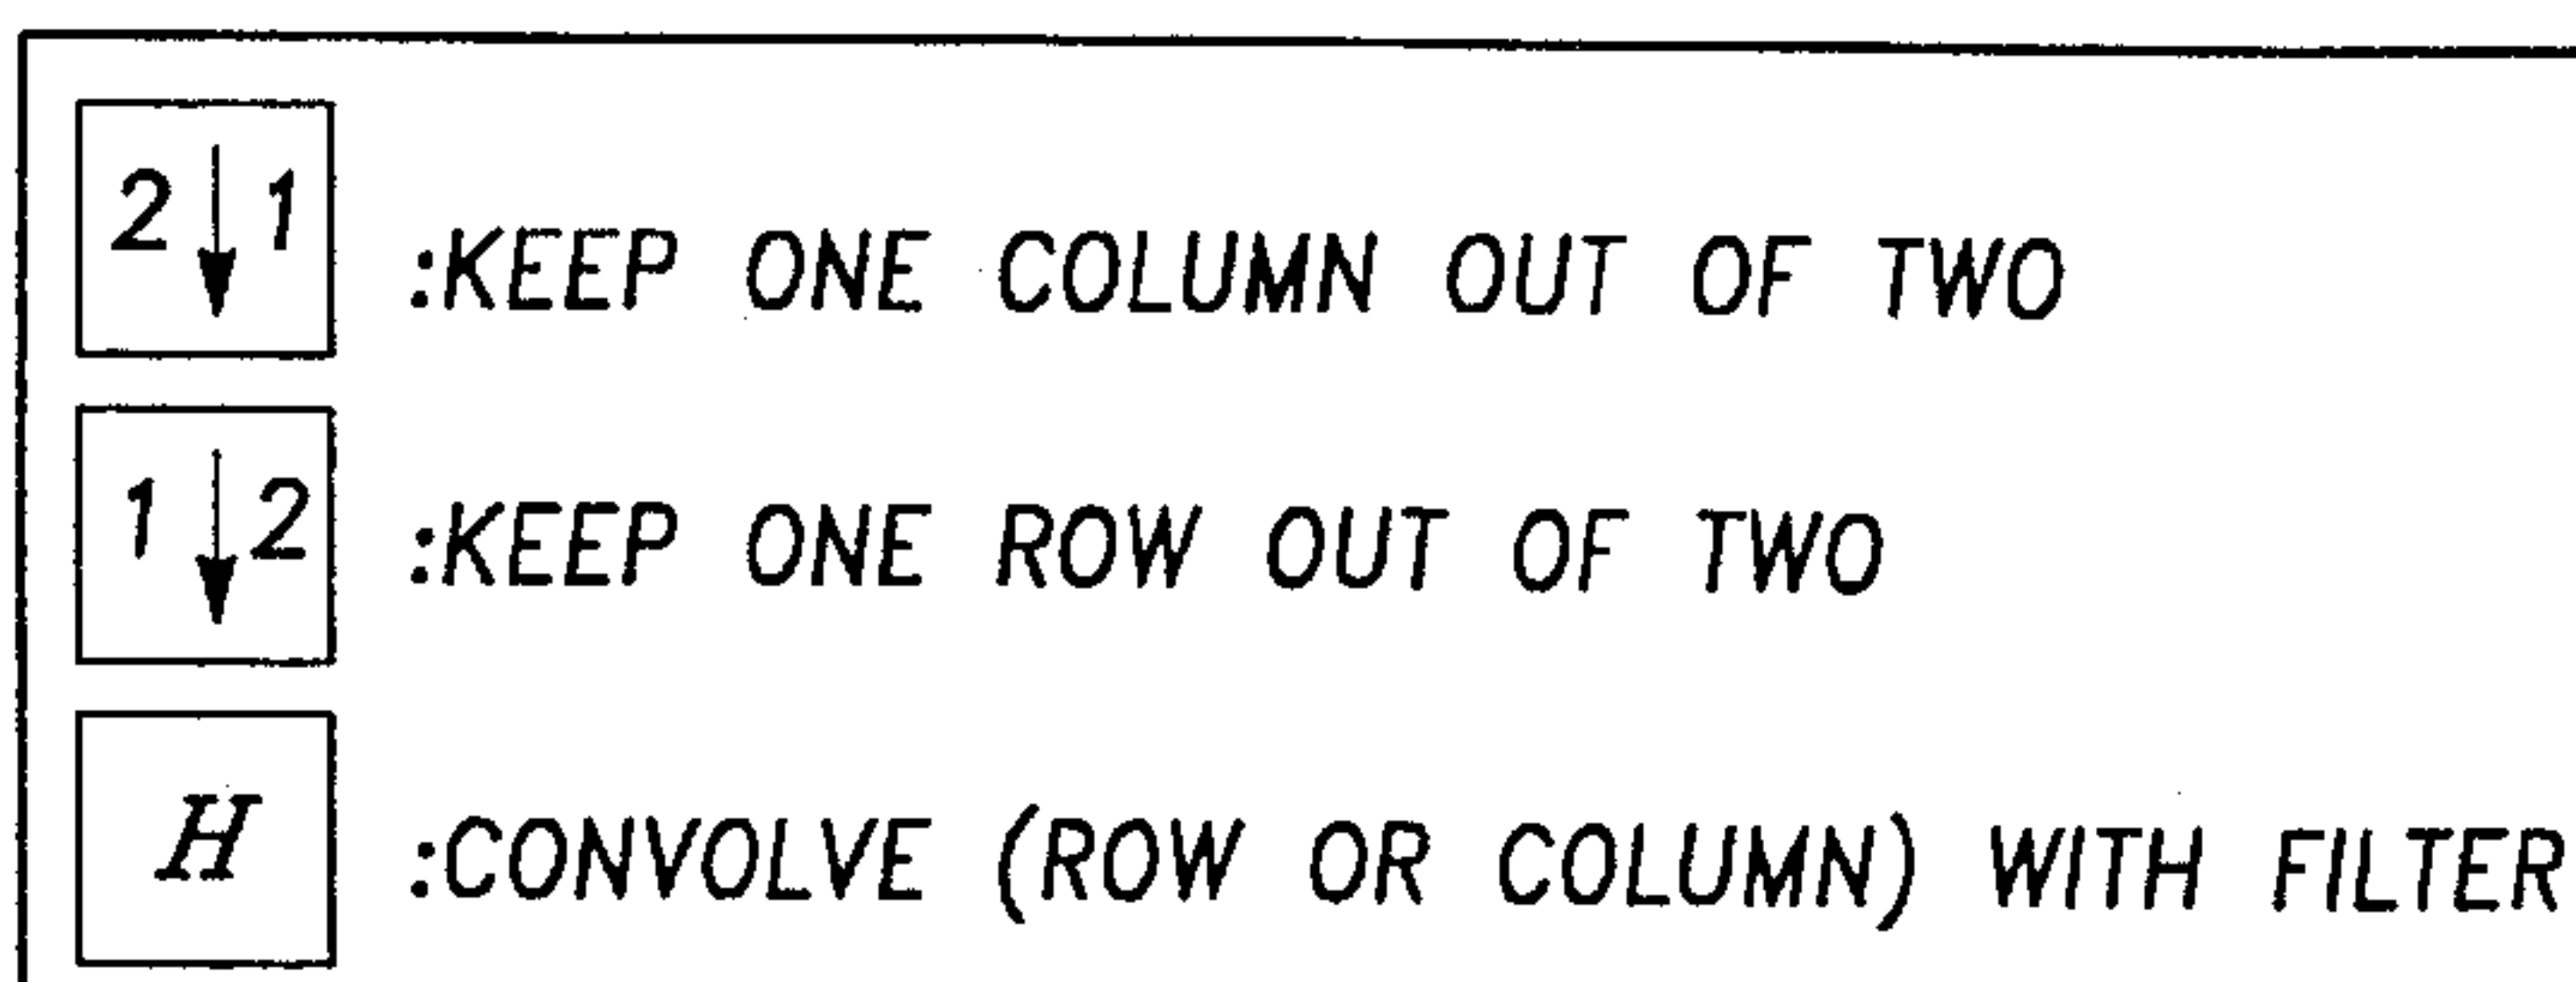 2↓1 :KEEP ONE COLUMN OUT OF TWO
1↓2 :KEEP ONE ROW OUT OF TWO
H :CONVOLVE (ROW OR COLUMN) WITH FILTER